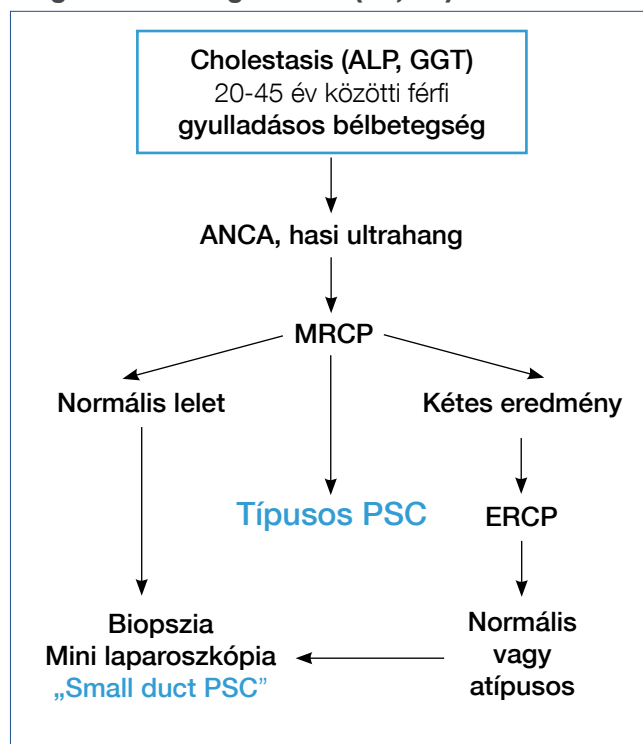 Cholestasis (ALP, GGT)
20-45 év közötti férfi
gyulladásos bélbetegség
ANCA, hasi ultrahang
MRCP
Normális lelet
Kétes eredmény
Típusos PSC
ERCP
Biopszia
Mini laparoszkópia
„Small duct PSC”
Normális
vagy
atípusos